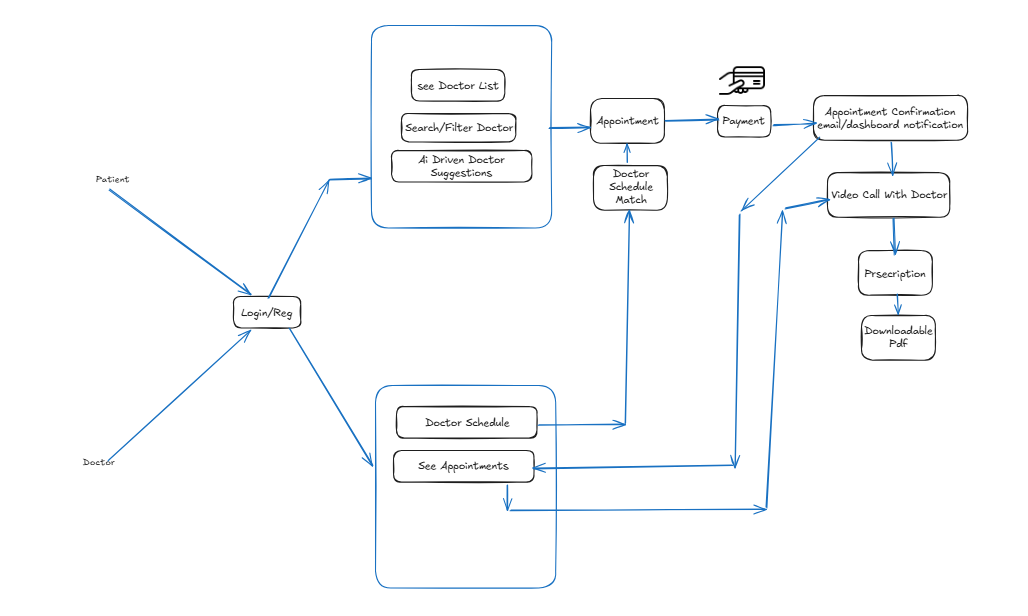 see Doctor List
Search/Filter Doctor
Ai Driven Doctor
Suggestions
Appointment
Doctor
Schedule
Match
Payment
Appointment Confirmation
email/dashboard notification
Video Call With Doctor
Prsecription
Downloadable
Pdf
Patient
Login/Reg
Doctor
Doctor Schedule
See Appointments